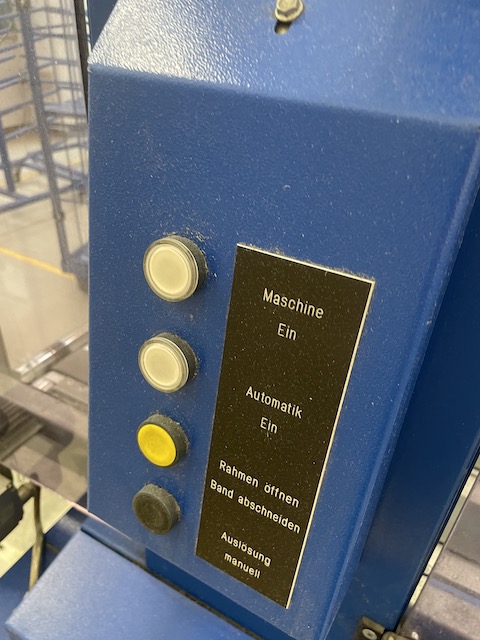 Maschine
Ein
Automatik
Ein
Rahmen öffnen
Band abschneiden
Auslösung
manuell